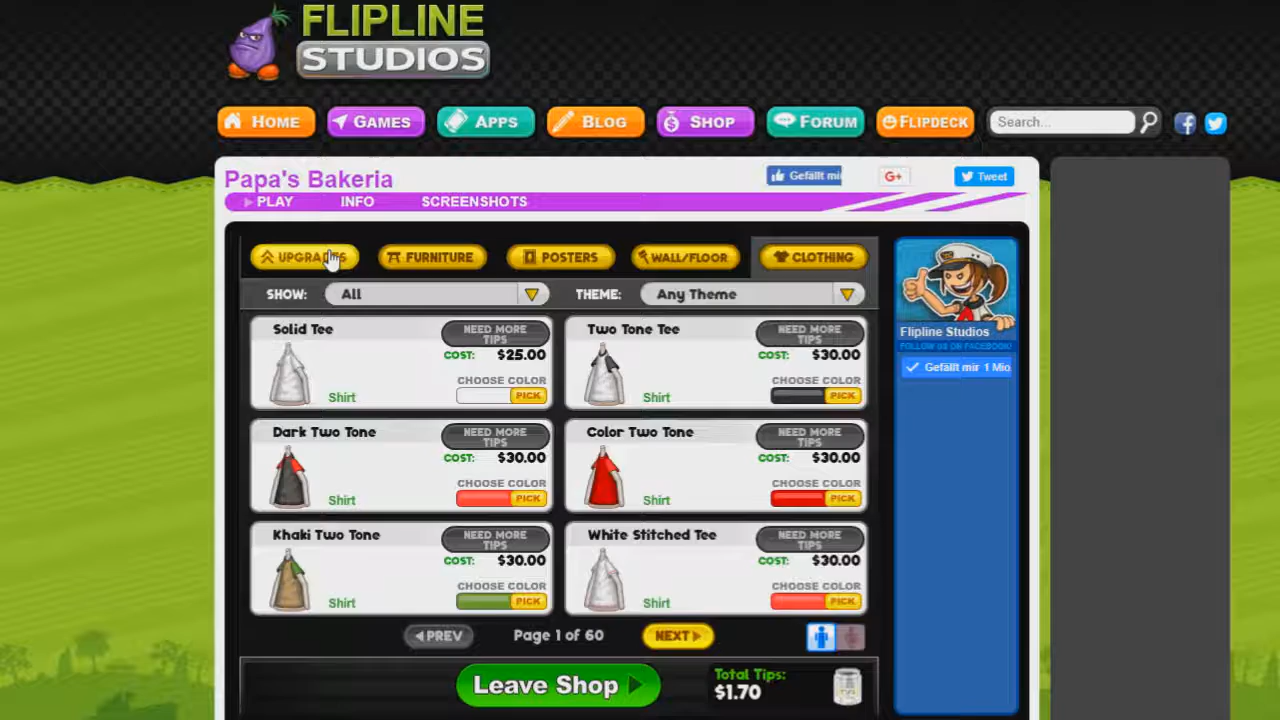 FLIPLINE
STUDIOS
HOME
GAMES
APPS
BLOG
SHOP
FORUM
FLIPDECK
Search...
Papa's Bakeria
Gefällt mi
G+
Tweet
PLAY
INFO
SCREENSHOTS
FURNITURE
POSTERS
WALL/FLOOR
CLOTHING
SHOW:
All
THEME:
Any Theme
Solid Tee
NEED MORE
TIPS
COST: $25.00
CHOOSE COLOR
Shirt
PICK
Two Tone Tee
NEED MORE
TIPS
COST: $30.00
CHOOSE COLOR
Shirt
PICK
Dark Two Tone
NEED MORE
TIPS
COST: $30.00
CHOOSE COLOR
Shirt
PICK
Color Two Tone
NEED MORE
TIPS
COST: $30.00
CHOOSE COLOR
Shirt
PICK
Khaki Two Tone
NEED MORE
TIPS
COST: $30.00
CHOOSE COLOR
Shirt
PICK
White Stitched Tee
NEED MORE
TIPS
COST: $30.00
CHOOSE COLOR
Shirt
PICK
PREV
Page 1 of 60
NEXT
Leave Shop
Total Tips:
$1.70
Flipline Studios
FOLLOW US ON FACEBOOK!
Gefällt mir 1 Mio